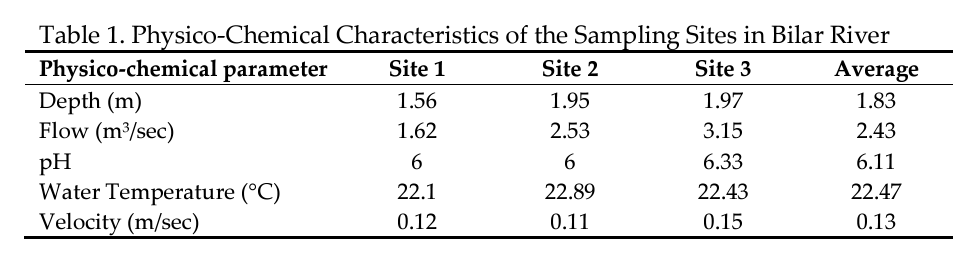 Table 1. Physico-Chemical Characteristics of the Sampling Sites in Bilar River
Physico-chemical parameter Site 1 Site 2 Site 3 Average
Depth (m) 1.56 1.95 1.97 1.83
Flow (m³/sec) 1.62 2.53 3.15 2.43
pH 6 6 6.33 6.11
Water Temperature (°C) 22.1 22.89 22.43 22.47
Velocity (m/sec) 0.12 0.11 0.15 0.13